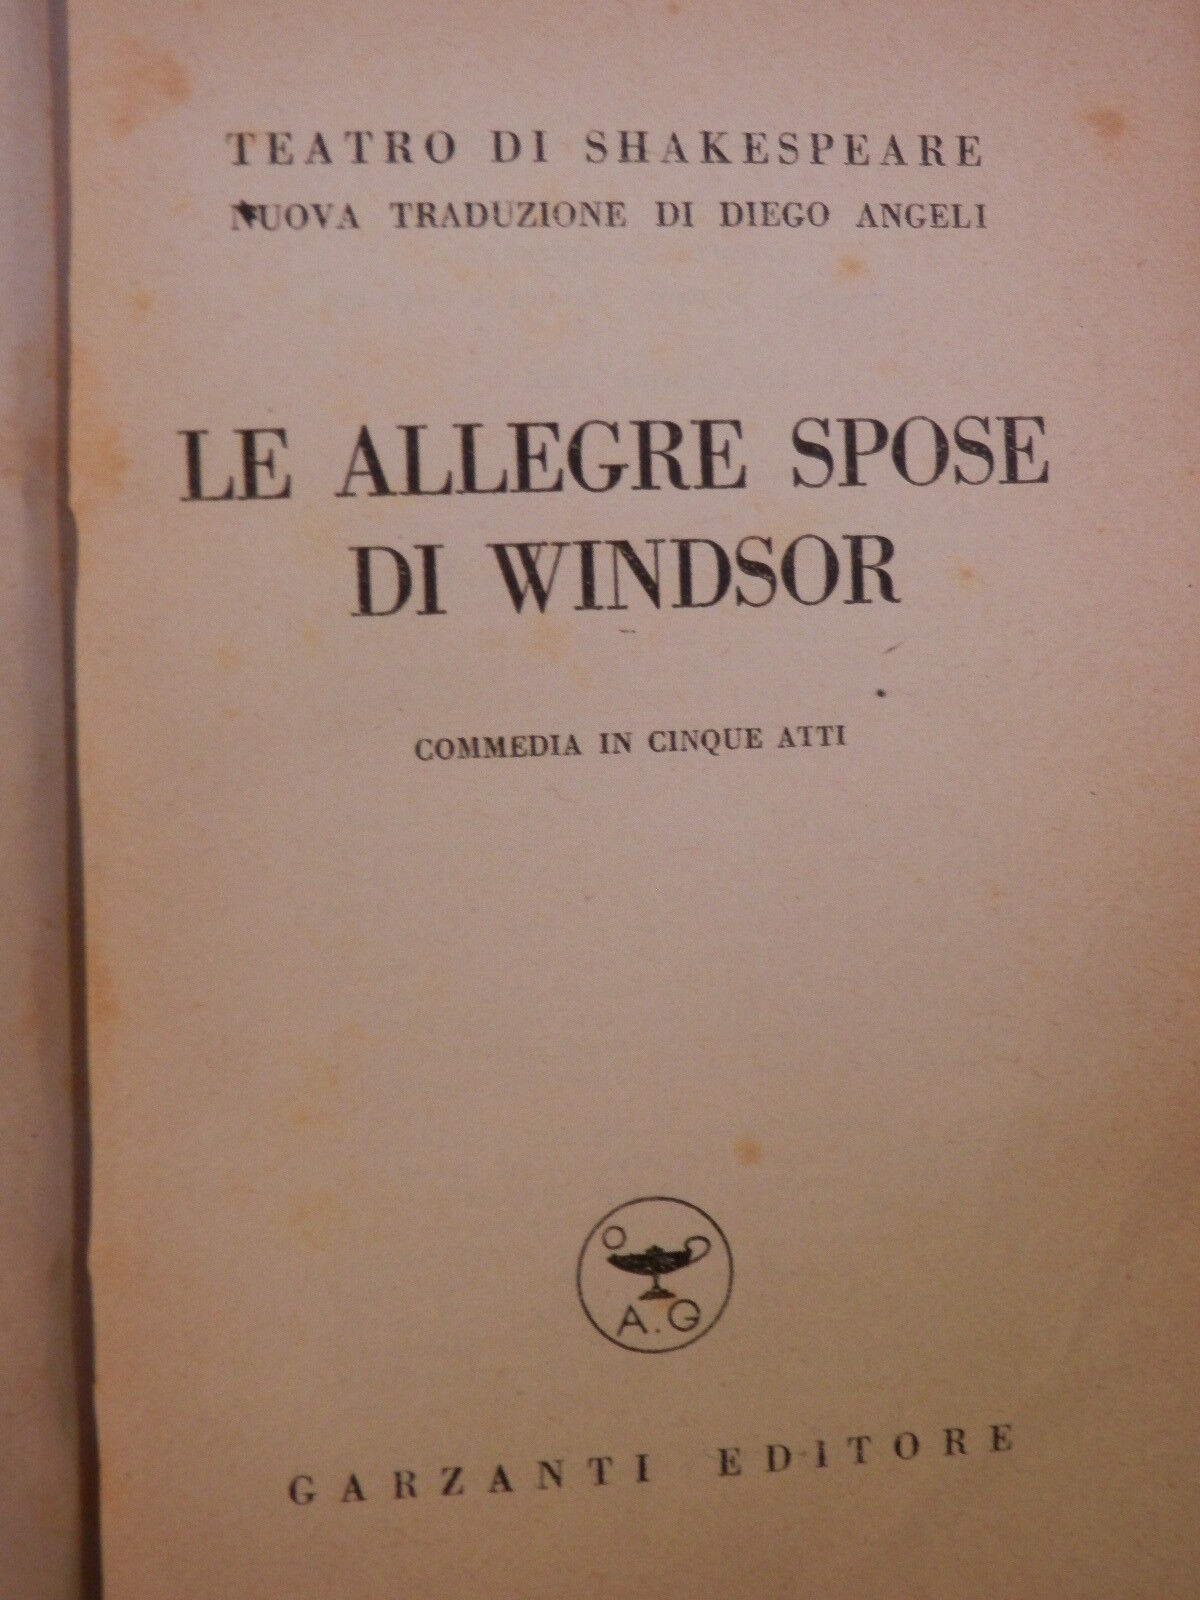 TEATRO DI SHAKESPEARE
NUOVA TRADUZIONE DI DIEGO ANGELI
LE ALLEGRE SPOSE
DI WINDSOR
COMMEDIA IN CINQUE ATTI
A.G
GARZANTI EDITORE